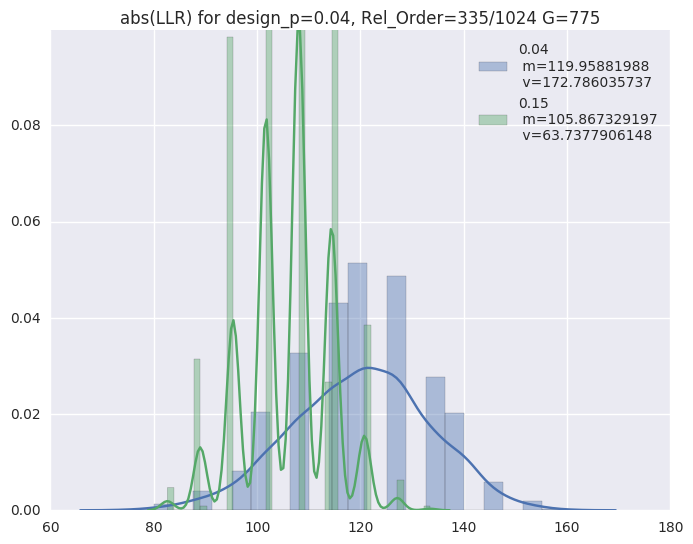 abs(LLR) for design_p=0.04, Rel_Order=335/1024 G=775
0.04
m=119.95881988
v=172.786035737
0.15
m=105.867329197
v=63.7377906148
0.08
0.06
0.04
0.02
0.00
60 80 100 120 140 160 180